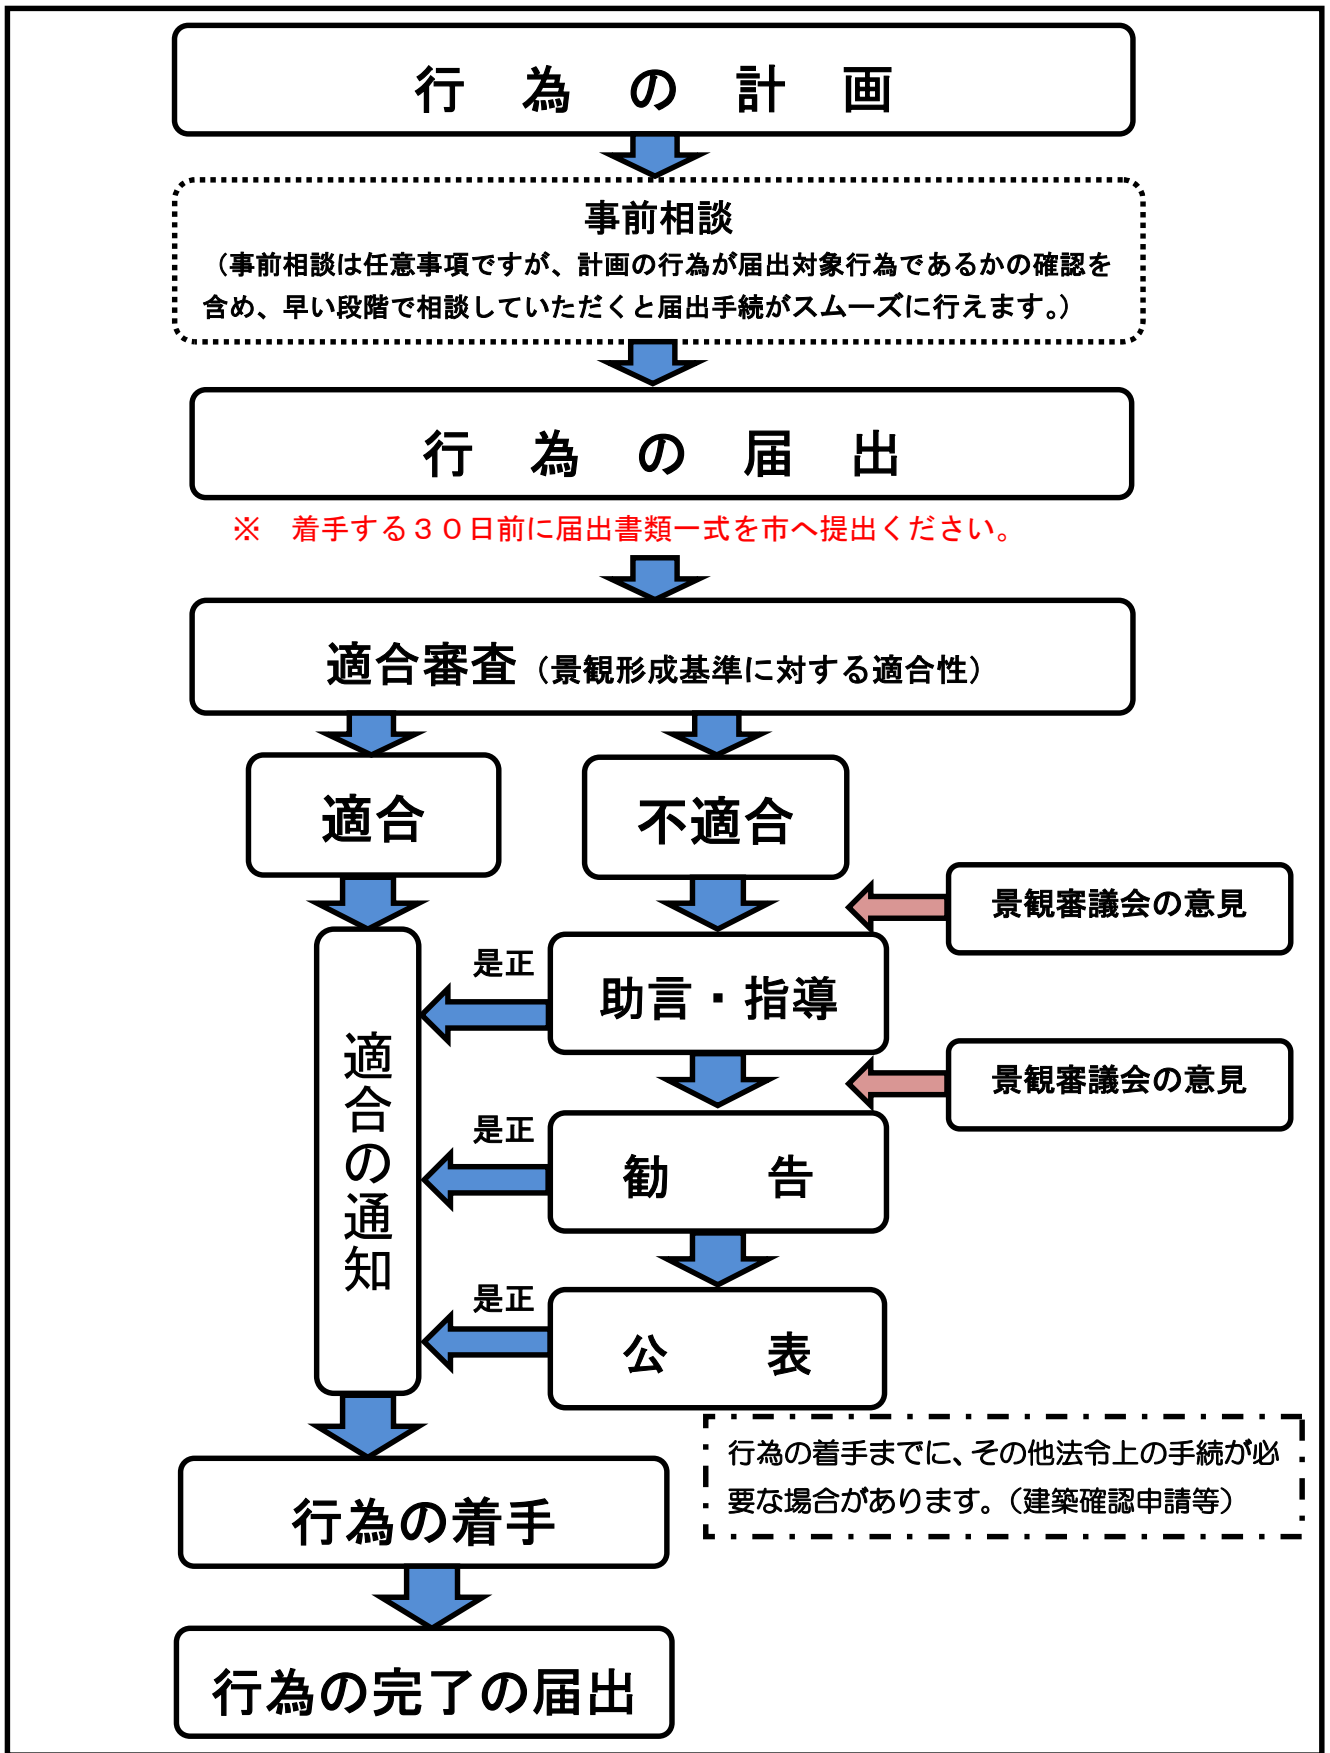 行為の計画
事前相談
（事前相談は任意事項ですが、計画の行為が届出対象行為であるかの確認を
含め、早い段階で相談していただくと届出手続がスムーズに行えます。）
行為の届出
※　着手する３０日前に届出書類一式を市へ提出ください。
適合審査（景観形成基準に対する適合性）
適合
不適合
景観審議会の意見
是正
助言・指導
景観審議会の意見
適合の通知
是正
勧告
是正
公表
行為の着手までに、その他法令上の手続が必
要な場合があります。（建築確認申請等）
行為の着手
行為の完了の届出